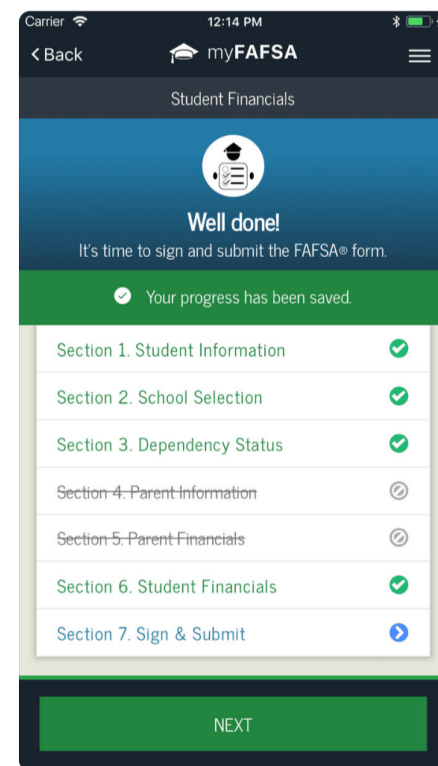 Carrier 12:14 PM
Back myFAFSA
Student Financials
Well done!
It's time to sign and submit the FAFSA® form.
Your progress has been saved.
Section 1. Student Information
Section 2. School Selection
Section 3. Dependency Status
Section 4. Parent Information
Section 5. Parent Financials
Section 6. Student Financials
Section 7. Sign & Submit
NEXT